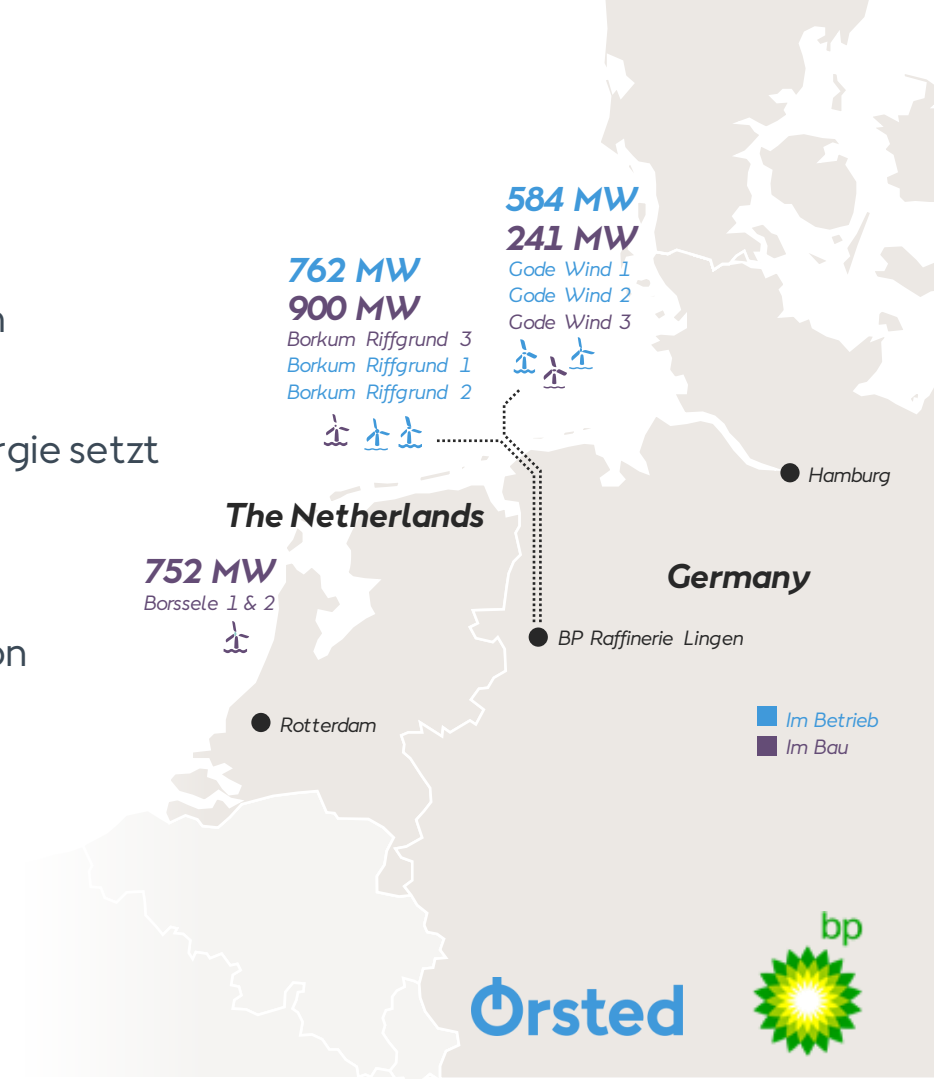 584 MW
241 MW
Gode Wind 1
Gode Wind 2
Gode Wind 3
762 MW
900 MW
Borkum Riffgrund 3
Borkum Riffgrund 1
Borkum Riffgrund 2
n
rgie setzt
Hamburg
The Netherlands
752 MW
Borssele 1 & 2
Germany
BP Raffinerie Lingen
on
Rotterdam
Im Betrieb
Im Bau
bp
Ørsted